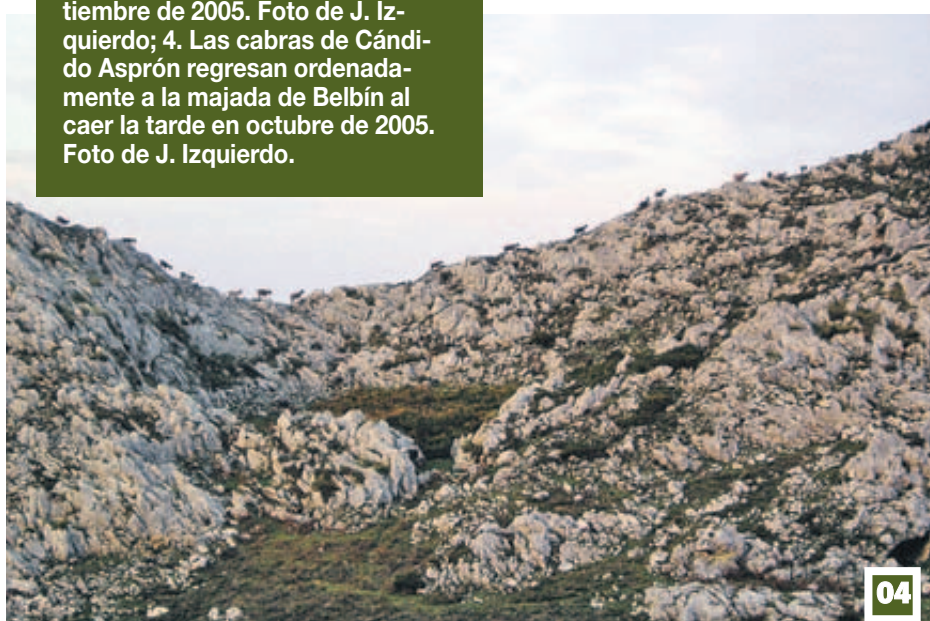 tiembre de 2005. Foto de J. Iz-
quierdo; 4. Las cabras de Cándi-
do Asprón regresan ordenada-
mente a la majada de Belbín al
caer la tarde en octubre de 2005.
Foto de J. Izquierdo.
04